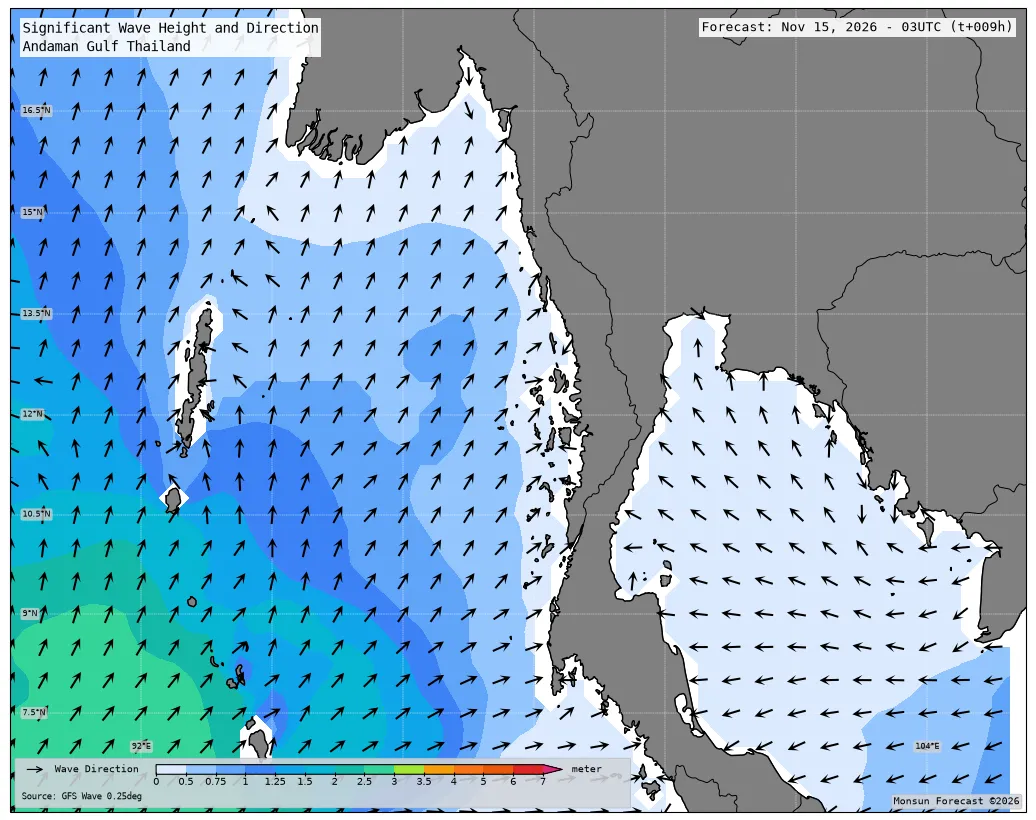 Significant Wave Height and Direction
Andaman Gulf Thailand
Forecast: Nov 15, 2026 - 03UTC (t+009h)
16.5°N
15°N
13.5°N
12°N
10.5°N
9°N
7.5°N
92°E
104°E
Wave Direction
0.5 0.75 1 1.25 1.5 2 2.5 3 3.5 4 5 6 7
meter
Source: GFS Wave 0.25deg
Monsun Forecast ©2026